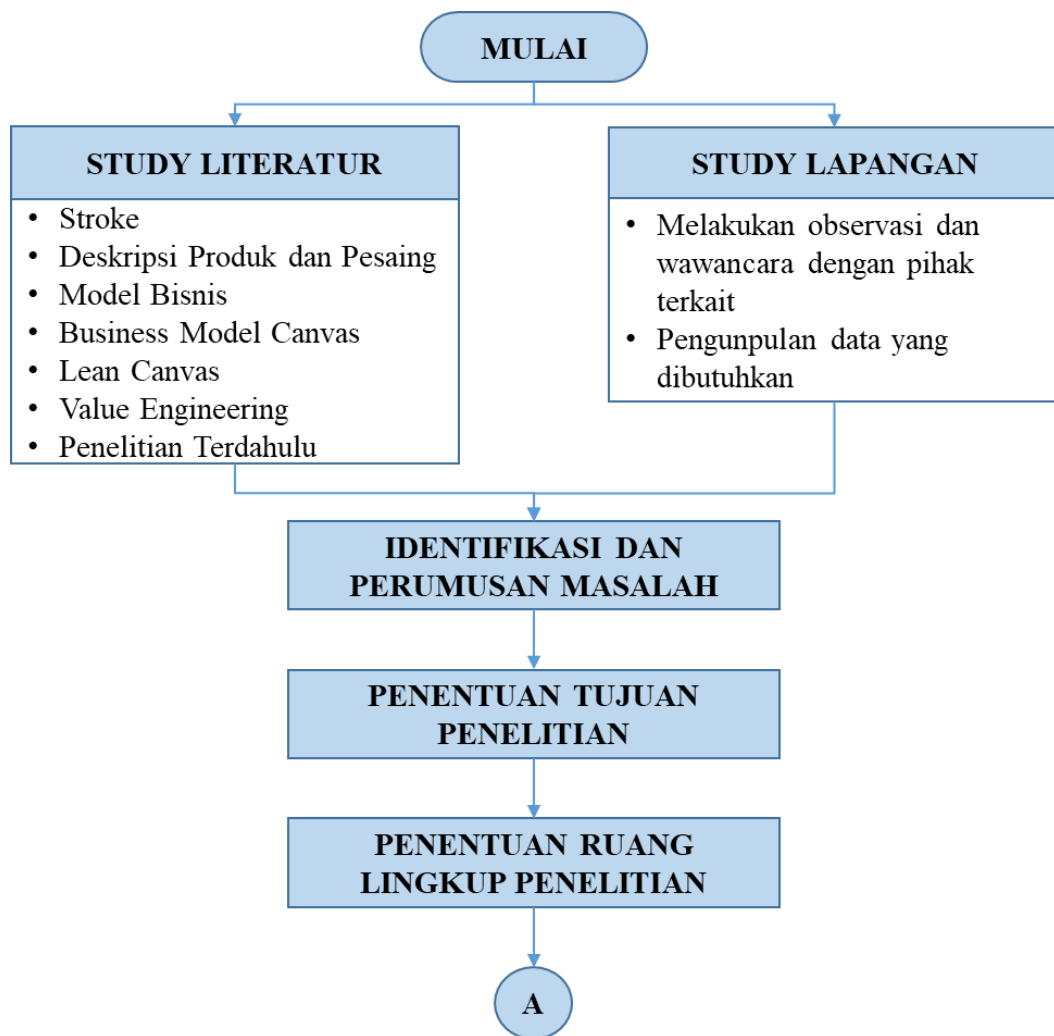 MULAI
STUDY LITERATUR
• Stroke
• Deskripsi Produk dan Pesaing
• Model Bisnis
• Business Model Canvas
• Lean Canvas
• Value Engineering
• Penelitian Terdahulu
STUDY LAPANGAN
• Melakukan observasi dan
wawancara dengan pihak
terkait
• Pengunpulan data yang
dibutuhkan
IDENTIFIKASI DAN
PERUMUSAN MASALAH
PENENTUAN TUJUAN
PENELITIAN
PENENTUAN RUANG
LINGKUP PENELITIAN
A